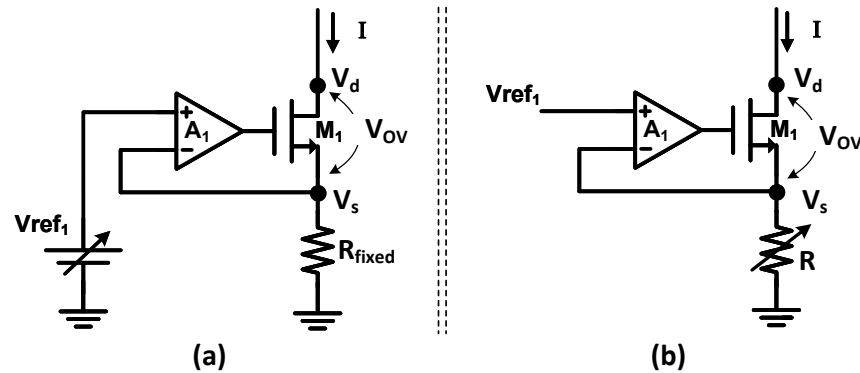 I
Vd
+
A1
M1
VOV
−
Vs
Vref1
Rfixed
(a)
I
Vd
Vref1
+
A1
M1
VOV
−
Vs
R
(b)